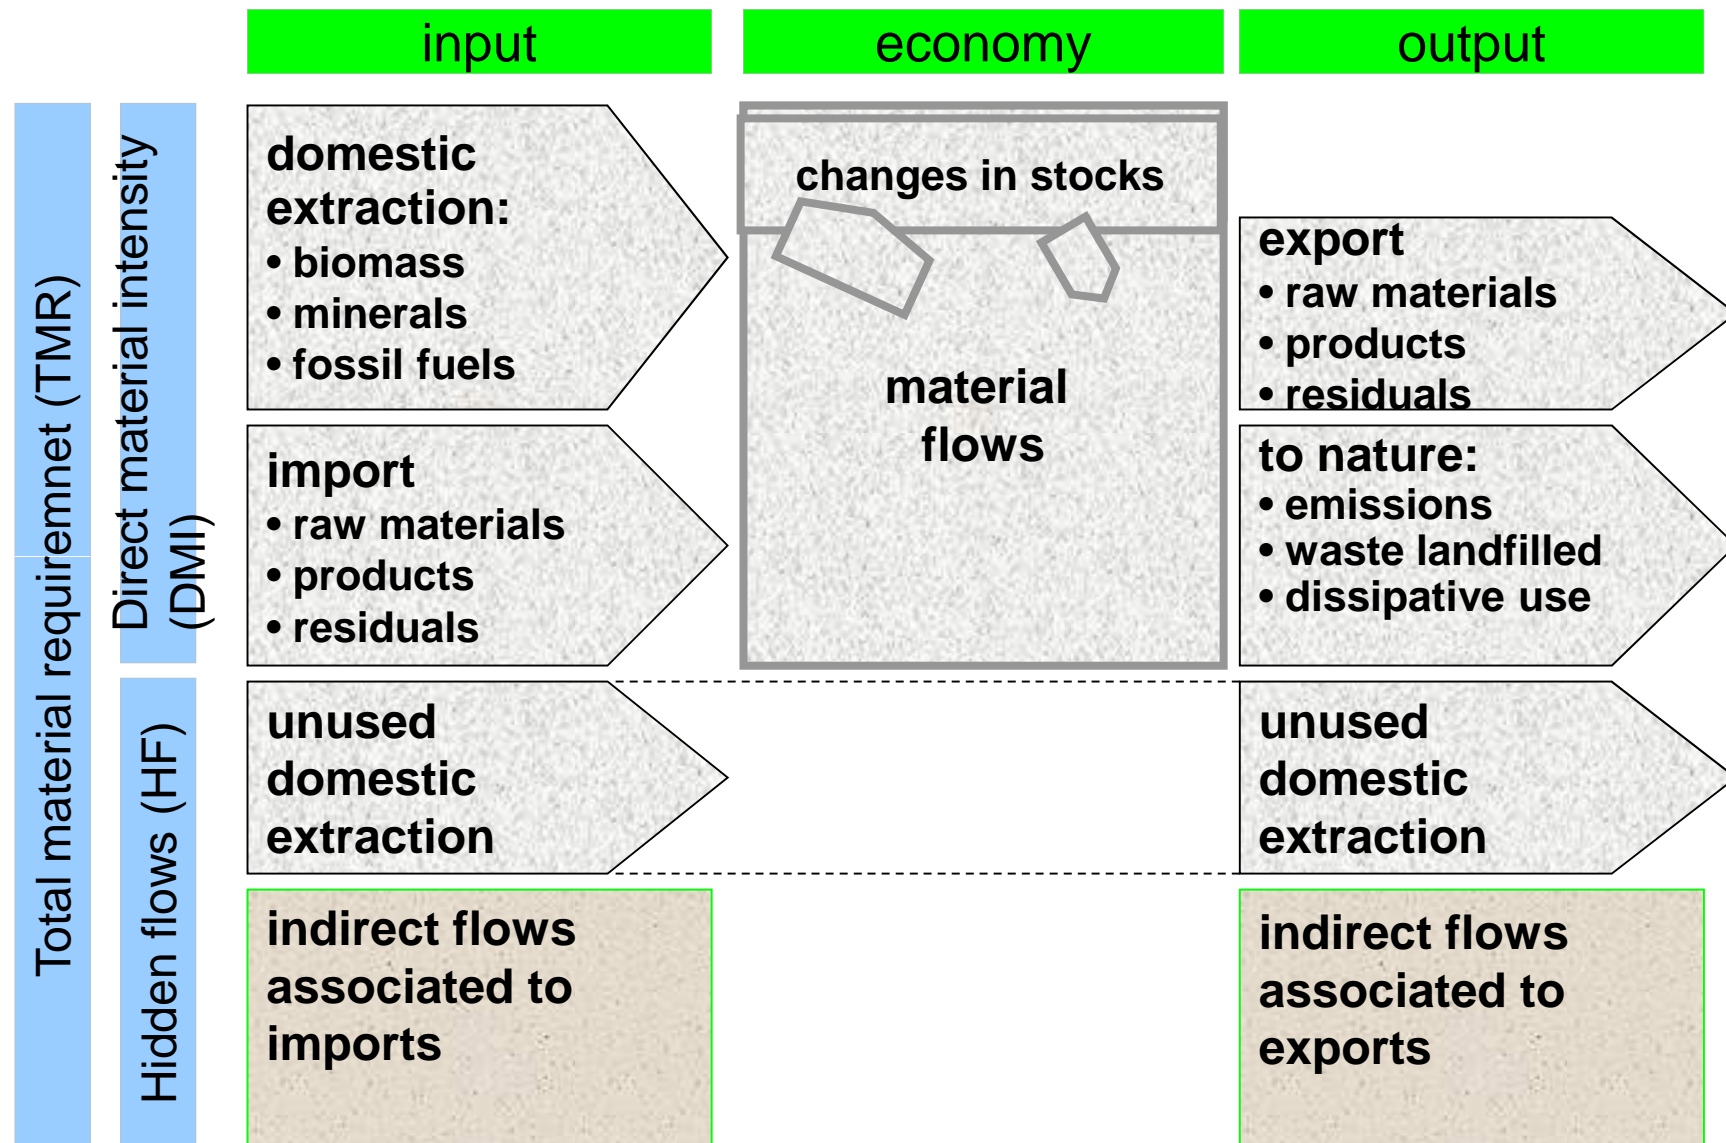 input
economy
output
Total material requiremnet (TMR)
Direct material intensity
(DMI)
Hidden flows (HF)
domestic
extraction:
• biomass
• minerals
• fossil fuels
import
• raw materials
• products
• residuals
unused
domestic
extraction
indirect flows
associated to
imports
changes in stocks
material
flows
export
• raw materials
• products
• residuals
to nature:
• emissions
• waste landfilled
• dissipative use
unused
domestic
extraction
indirect flows
associated to
exports